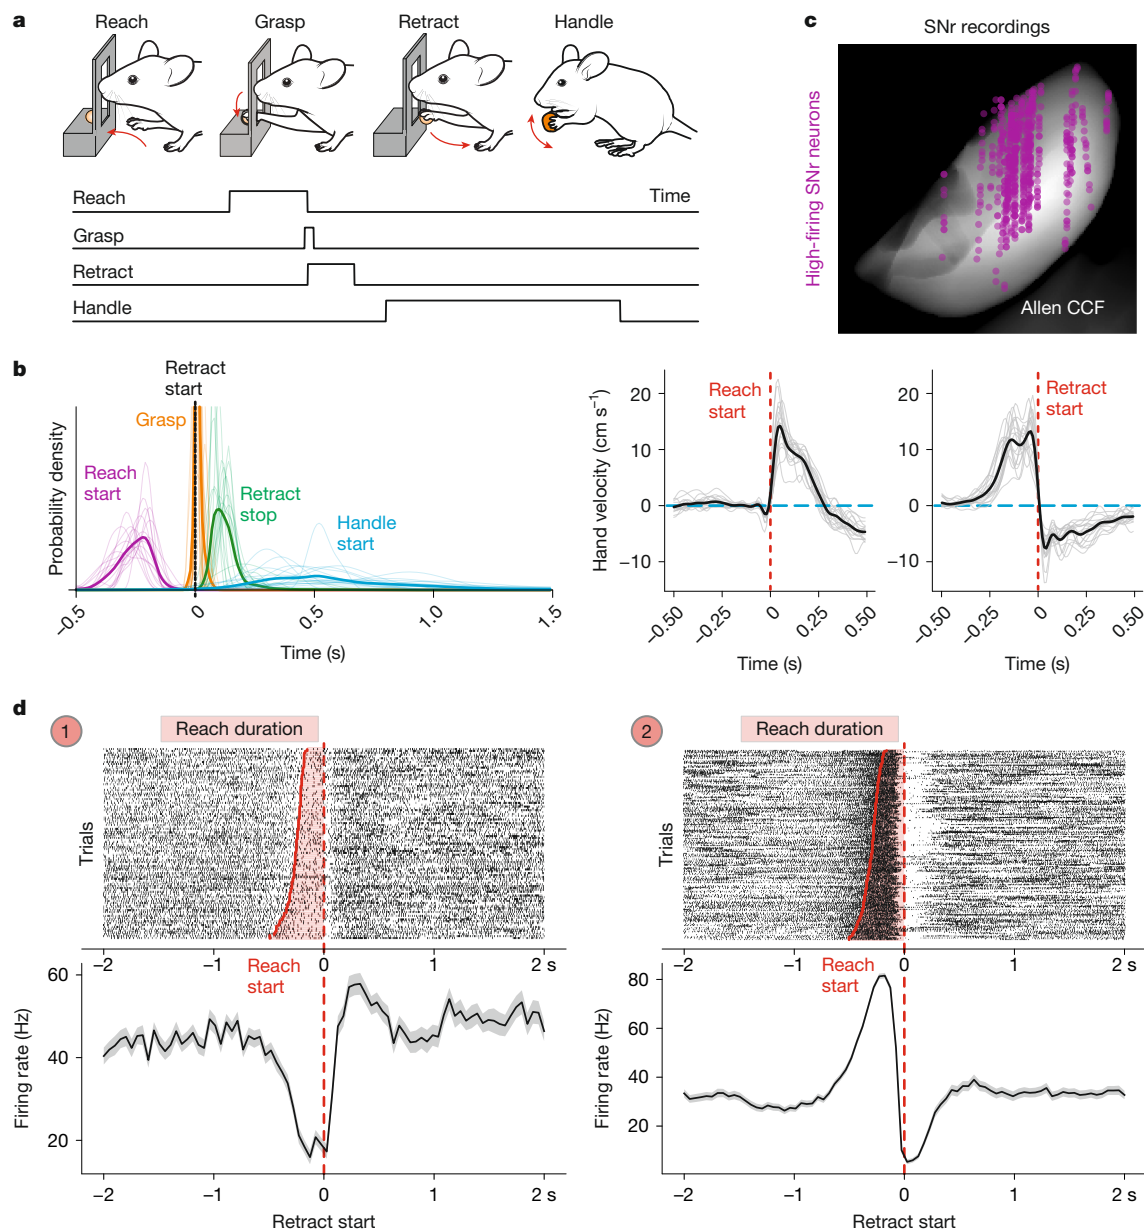 a
Reach
Grasp
Retract
Handle
Reach
Time
Grasp
Retract
Handle
c
SNr recordings
High-firing SNr neurons
Allen CCF
b
Retract
start
Grasp
Reach
start
Retract
stop
Handle
start
Probability density
−0.5
0
0.5
1.0
1.5
Time (s)
Hand velocity (cm s⁻¹)
20
10
0
−10
Reach
start
−0.50
−0.25
0
0.25
0.50
Time (s)
20
10
0
−10
Retract
start
−0.50
−0.25
0
0.25
0.50
Time (s)
d
1
Reach duration
Trials
−2
−1
0
1
2 s
Reach
start
Firing rate (Hz)
60
40
20
−2
−1
0
1
2 s
Retract start
2
Reach duration
Trials
−2
−1
0
1
2 s
Reach
start
Firing rate (Hz)
80
60
40
20
−2
−1
0
1
2 s
Retract start